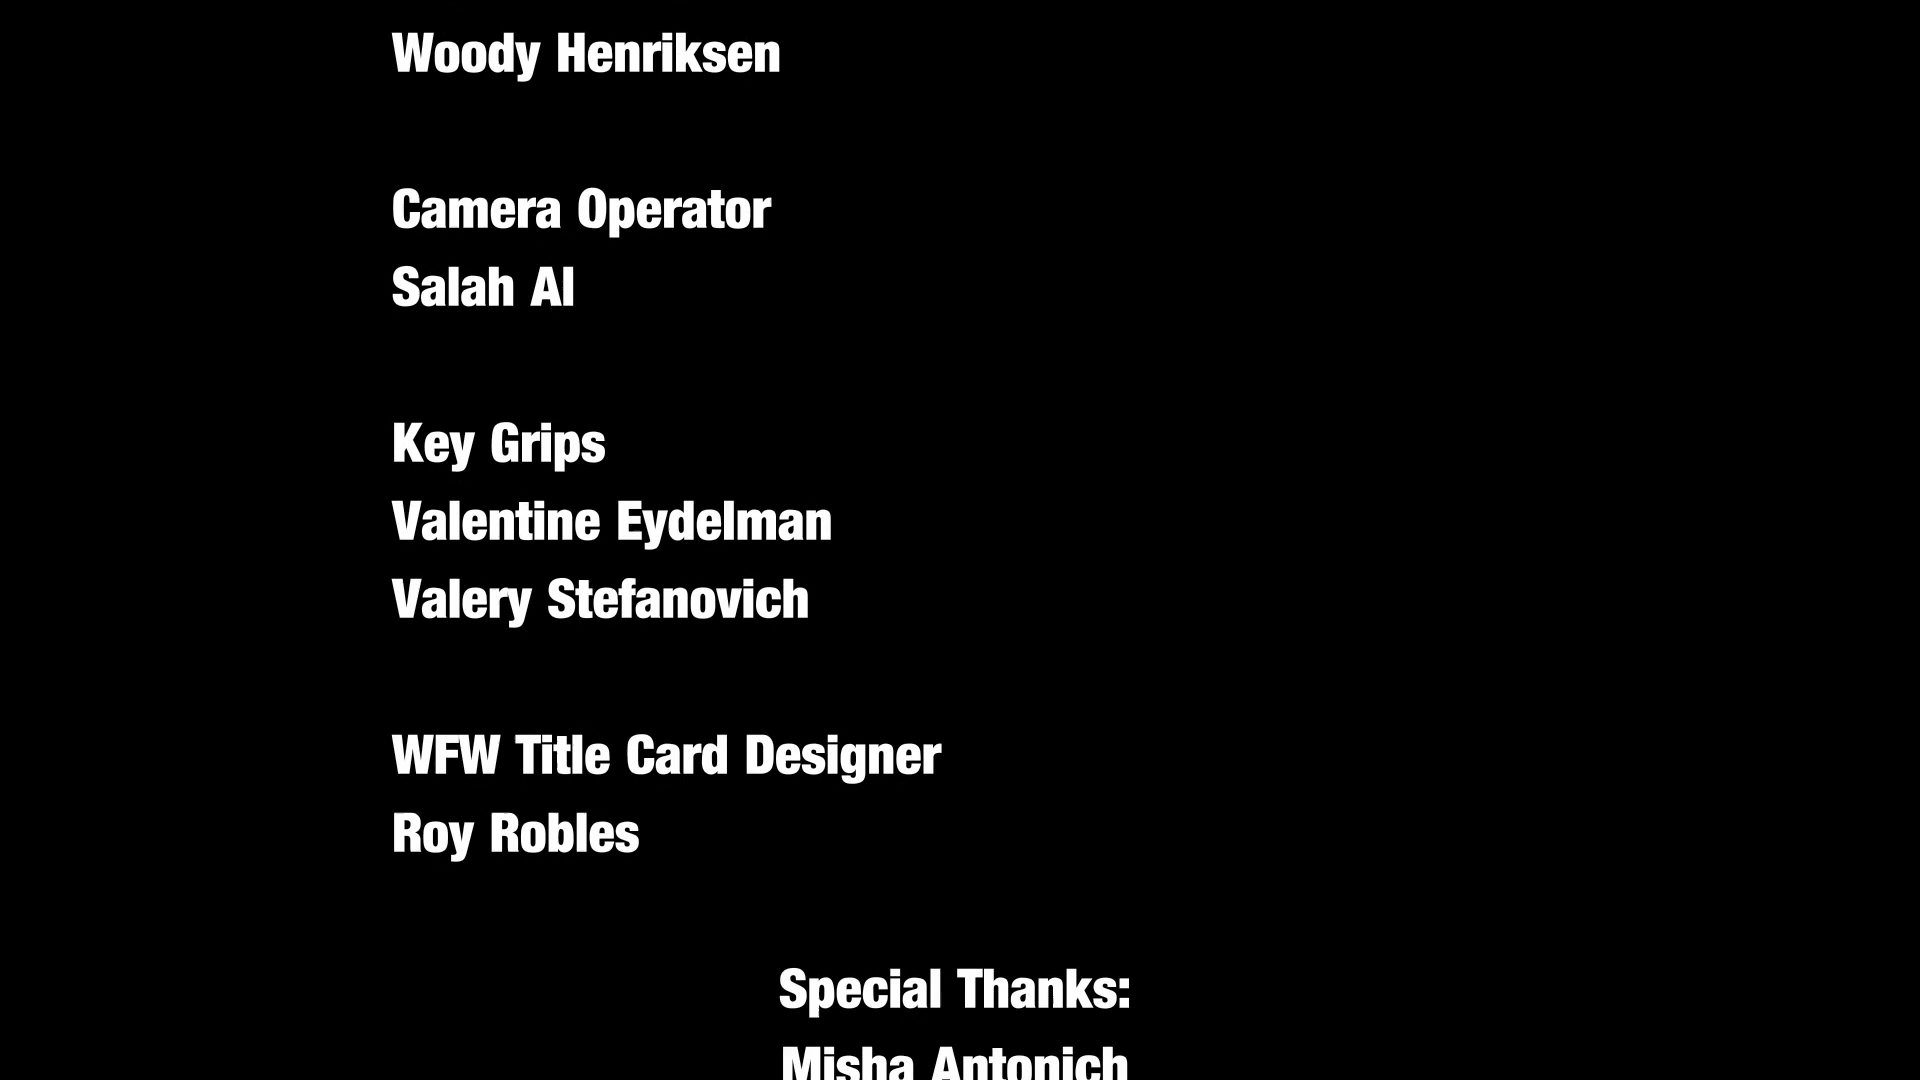 Woody Henriksen
Camera Operator
Salah Al
Key Grips
Valentine Eydelman
Valery Stefanovich
WFW Title Card Designer
Roy Robles
Special Thanks:
Misha Antonich